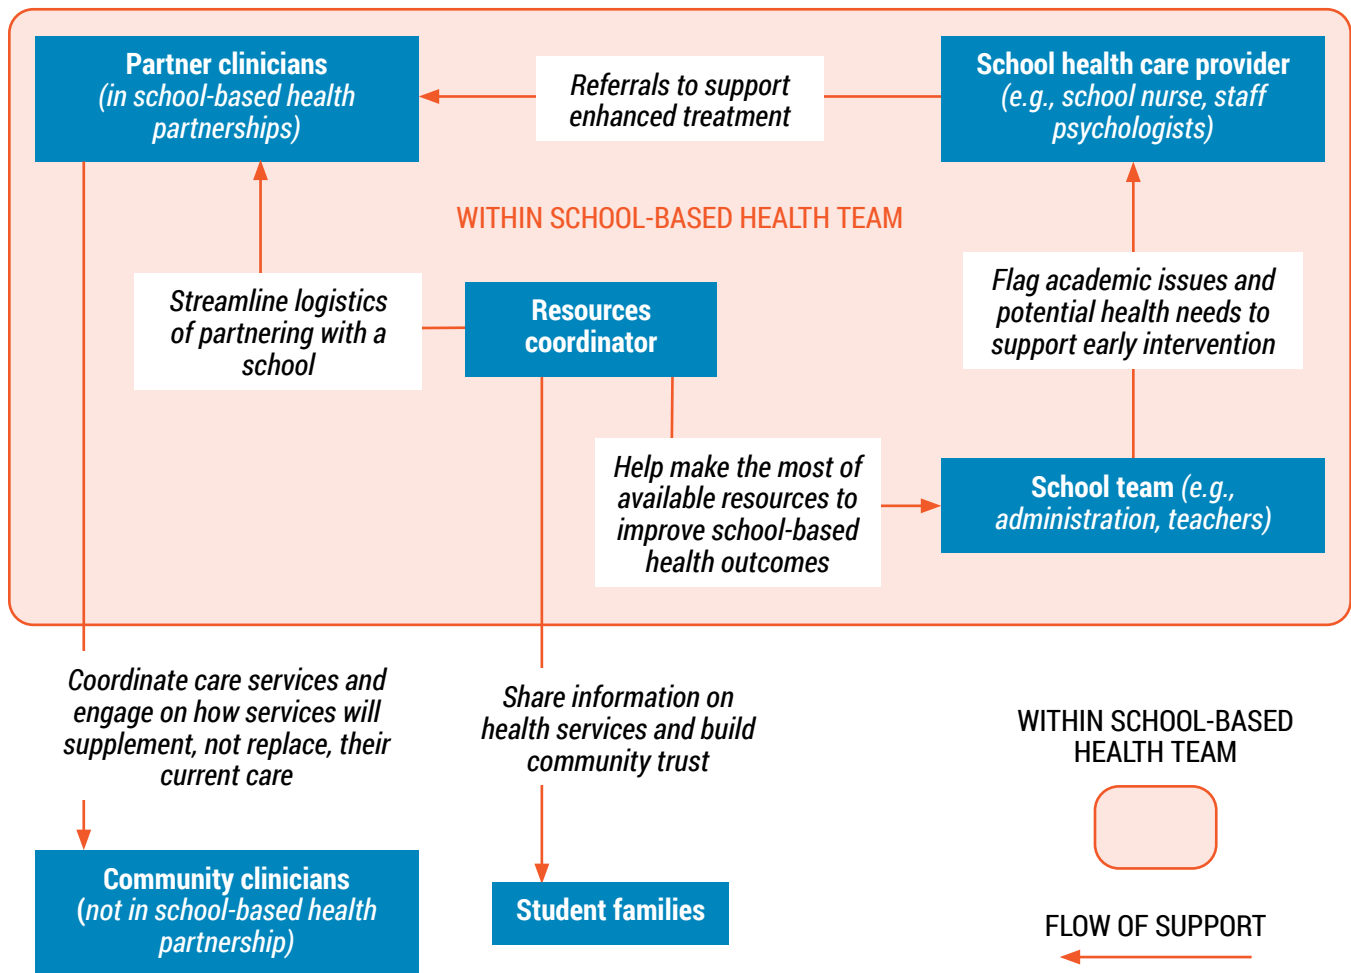 Partner clinicians
(in school-based health
partnerships)
Referrals to support
enhanced treatment
School health care provider
(e.g., school nurse, staff
psychologists)
WITHIN SCHOOL-BASED HEALTH TEAM
Streamline logistics
of partnering with a
school
Resources
coordinator
Flag academic issues and
potential health needs to
support early intervention
Help make the most of
available resources to
improve school-based
health outcomes
School team (e.g.,
administration, teachers)
Coordinate care services and
engage on how services will
supplement, not replace, their
current care
Share information on
health services and build
community trust
WITHIN SCHOOL-BASED
HEALTH TEAM
Community clinicians
(not in school-based health
partnership)
Student families
FLOW OF SUPPORT